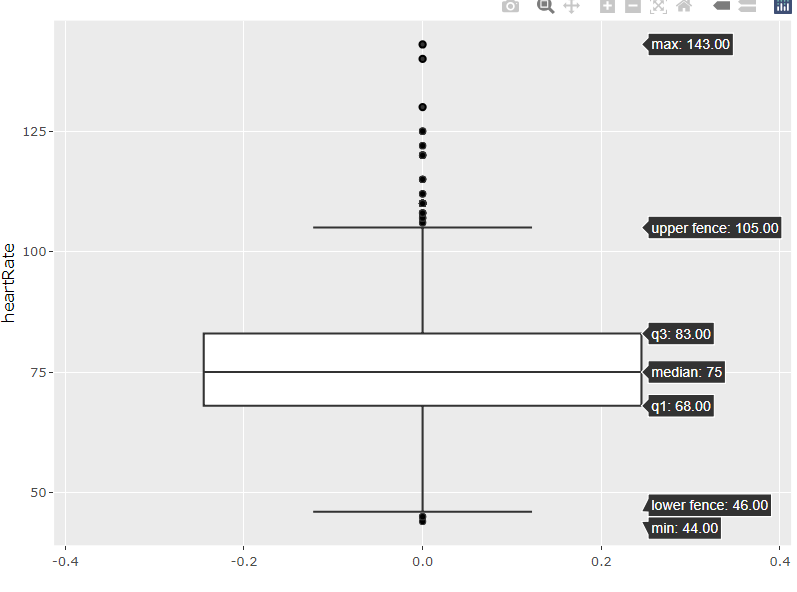 max: 143.00
125
upper fence: 105.00
100
heartRate
q3: 83.00
75
median: 75
q1: 68.00
50
lower fence: 46.00
min: 44.00
-0.4 -0.2 0.0 0.2 0.4